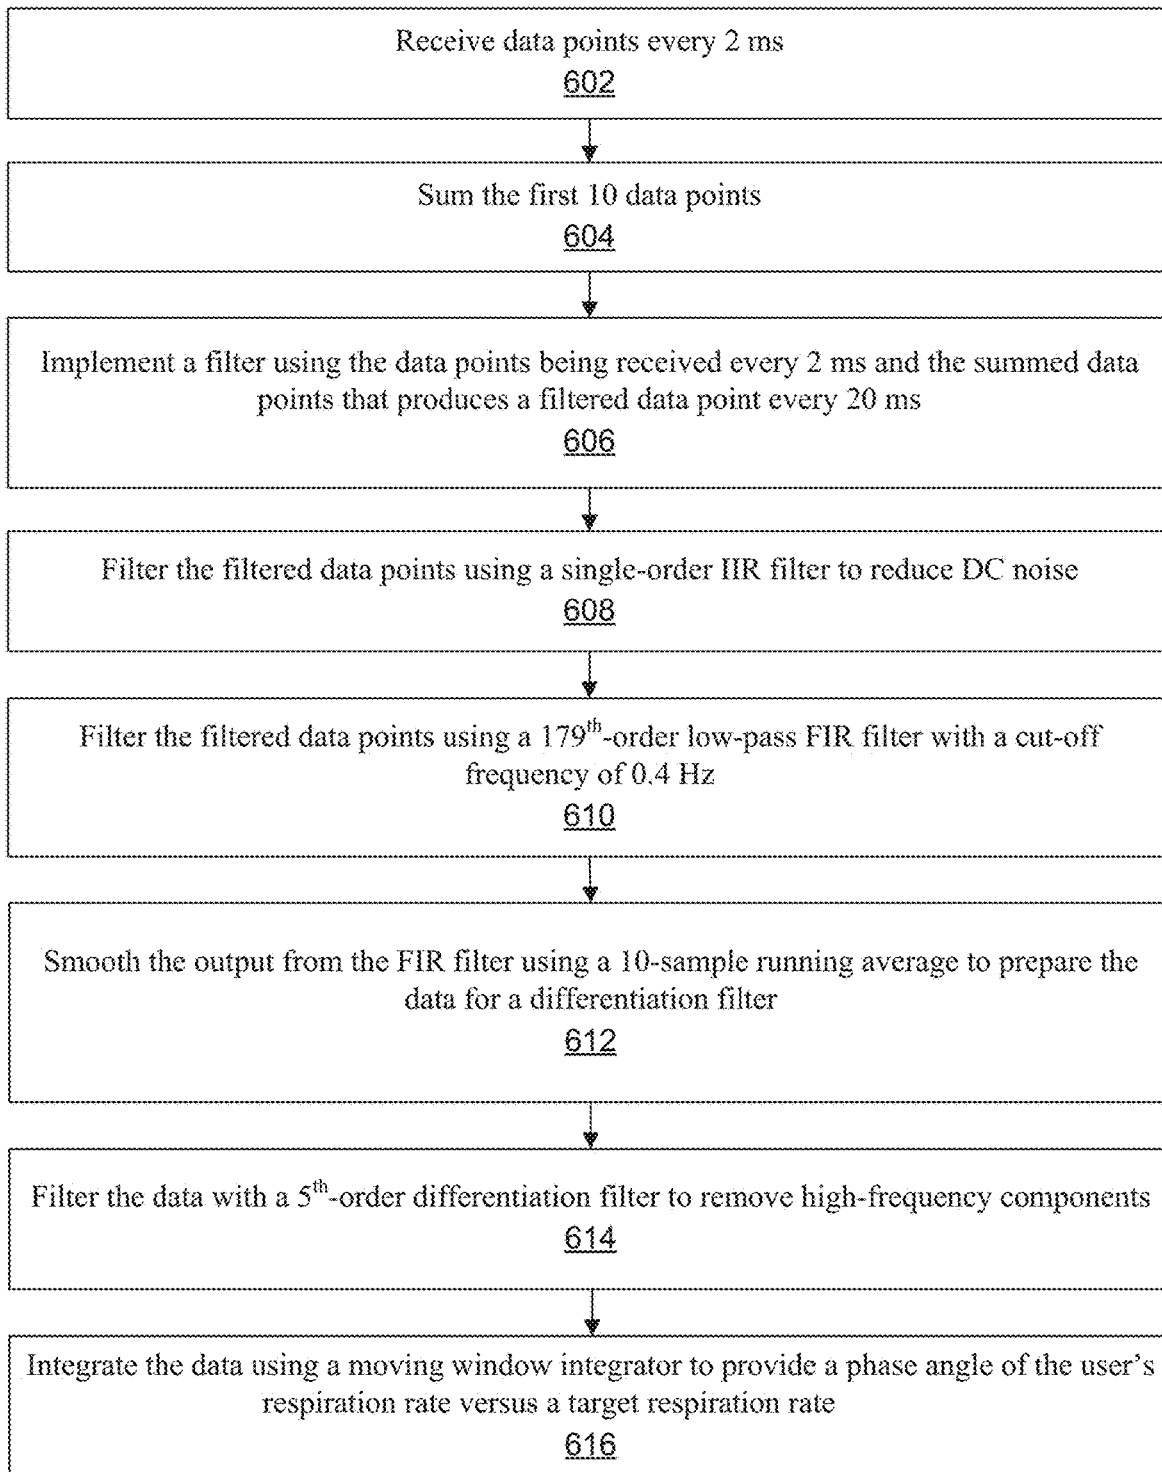 Receive data points every 2 ms
602
Sum the first 10 data points
604
Implement a filter using the data points being received every 2 ms and the summed data
points that produces a filtered data point every 20 ms
606
Filter the filtered data points using a single-order IIR filter to reduce DC noise
608
Filter the filtered data points using a 179th-order low-pass FIR filter with a cut-off
frequency of 0.4 Hz
610
Smooth the output from the FIR filter using a 10-sample running average to prepare the
data for a differentiation filter
612
Filter the data with a 5th-order differentiation filter to remove high-frequency components
614
Integrate the data using a moving window integrator to provide a phase angle of the user's
respiration rate versus a target respiration rate
616